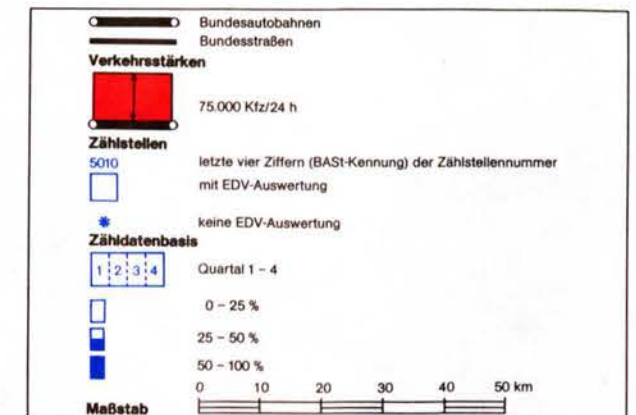 Bundesautobahnen
Bundesstraßen
Verkehrsstärken
75.000 Kfz/24 h
Zählstellen
5010 letzte vier Ziffern (BASt-Kennung) der Zählstellennummer
mit EDV-Auswertung
* keine EDV-Auswertung
Zähldatenbasis
1 2 3 4 Quartal 1 – 4
0 – 25 %
25 – 50 %
50 – 100 %
0 10 20 30 40 50 km
Maßstab